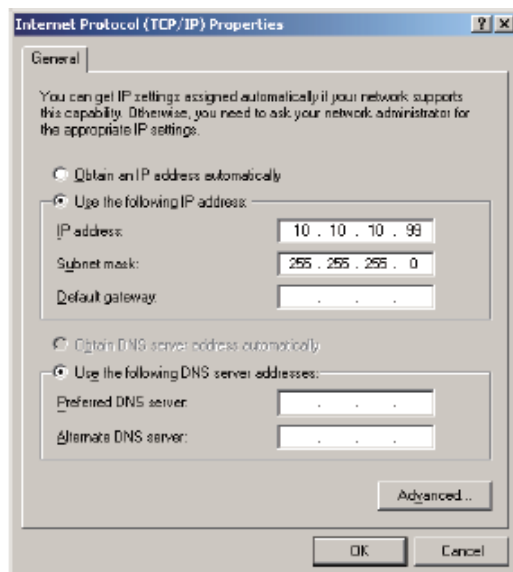 Internet Protocol (TCP/IP) Properties
General
You can get IP settings assigned automatically if your network supports
this capability. Otherwise, you need to ask your network administrator for
the appropriate IP settings.
Obtain an IP address automatically
Use the following IP address:
IP address: 10 . 10 . 10 . 99
Subnet mask: 255 . 255 . 255 . 0
Default gateway: . . .
Obtain DNS server address automatically
Use the following DNS server addresses:
Preferred DNS server: . . .
Alternate DNS server: . . .
Advanced...
OK Cancel